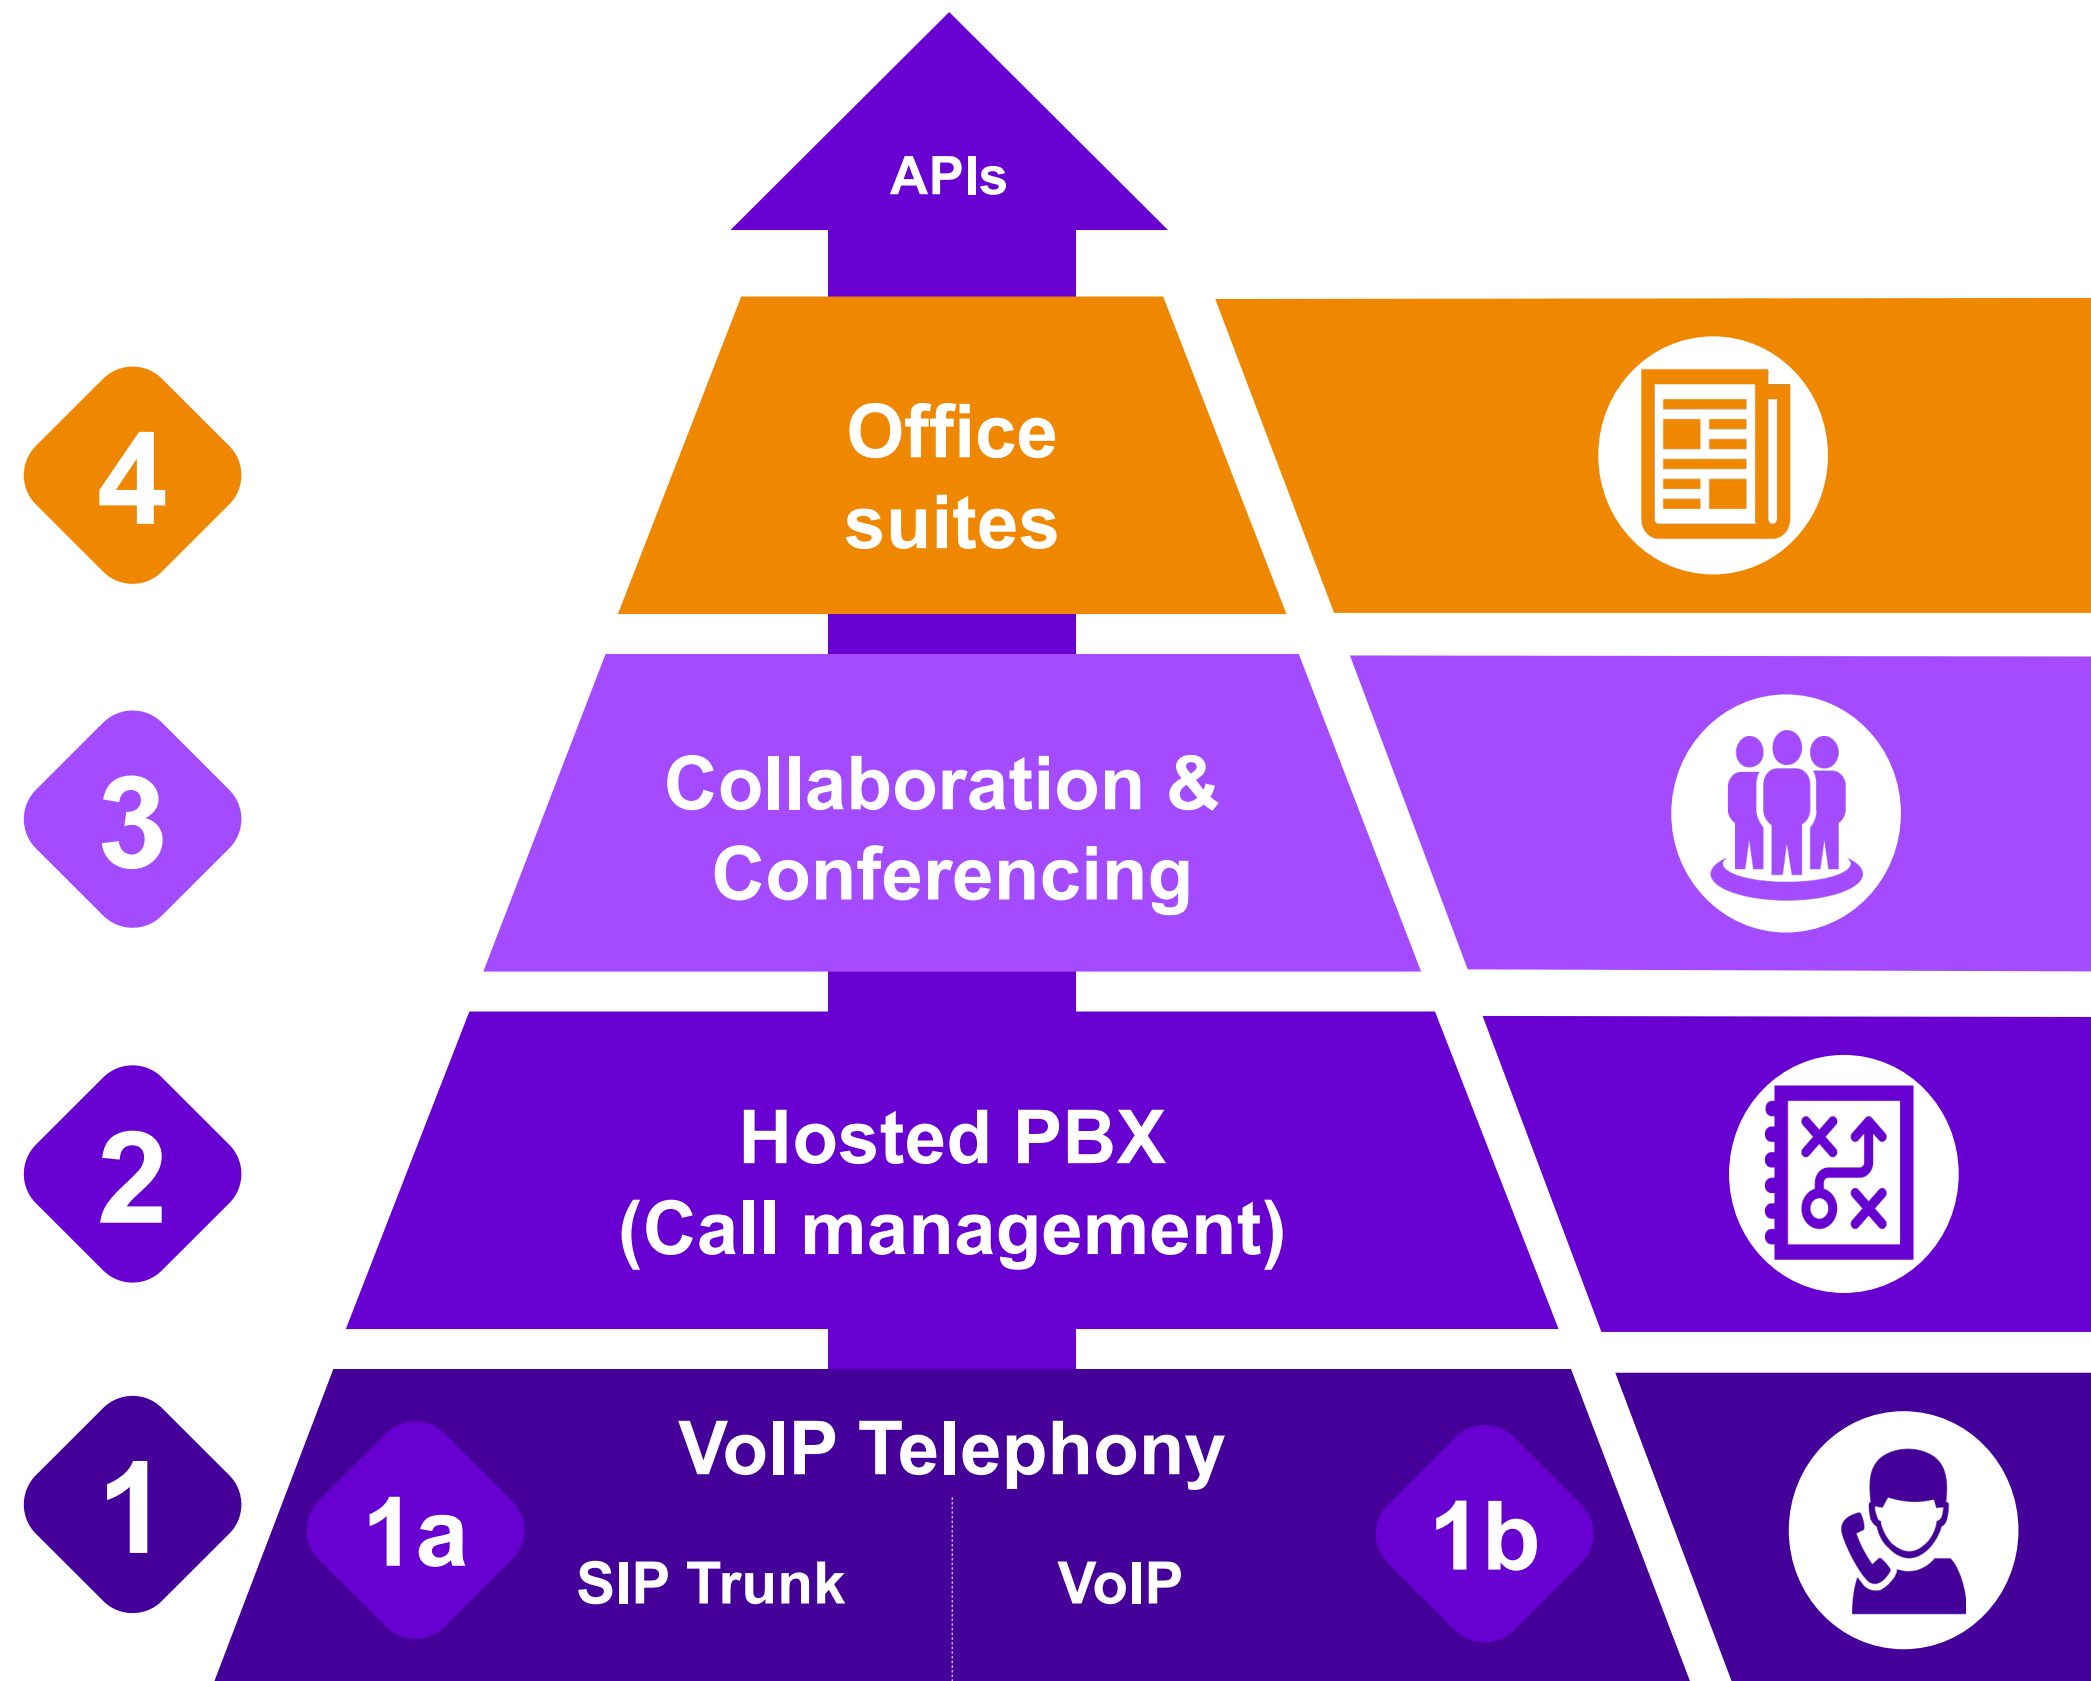 APIs
4
Office
suites
3
Collaboration &
Conferencing
2
Hosted PBX
(Call management)
1
1a
VoIP Telephony
SIP Trunk
VoIP
1b